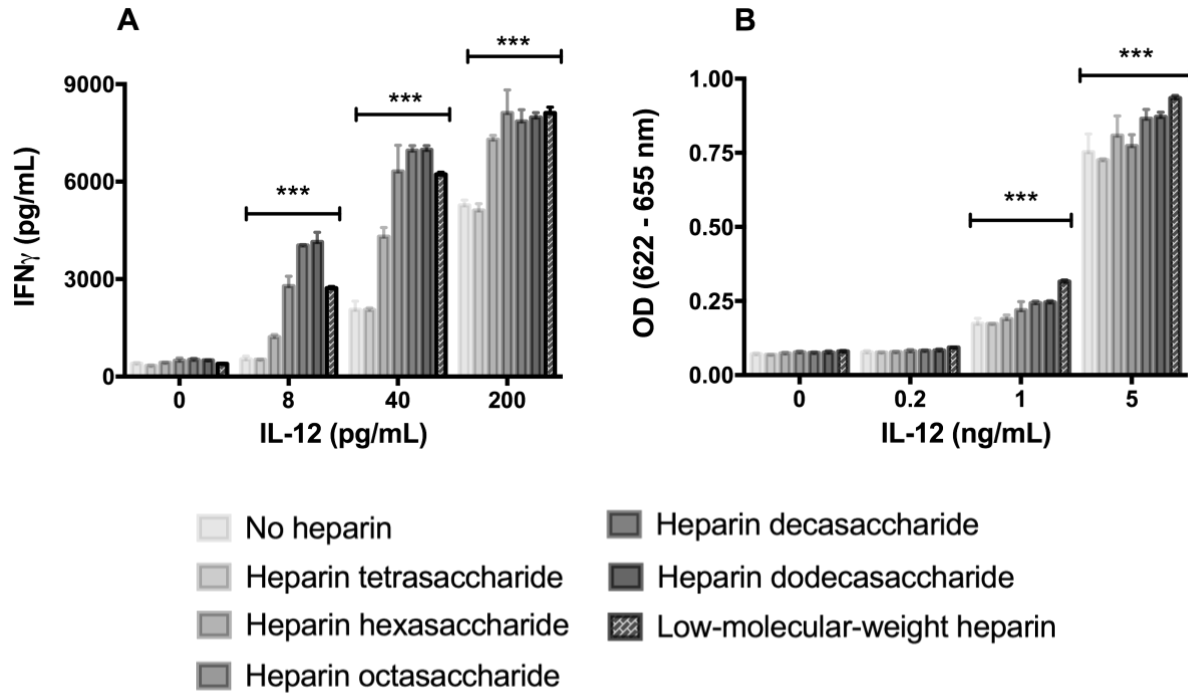 A
***
***
***
9000
6000
3000
0
IFNγ (pg/mL)
0 8 40 200
IL-12 (pg/mL)
B
***
***
1.00
0.75
0.50
0.25
0.00
OD (622 - 655 nm)
0 0.2 1 5
IL-12 (ng/mL)
No heparin
Heparin tetrasaccharide
Heparin hexasaccharide
Heparin octasaccharide
Heparin decasaccharide
Heparin dodecasaccharide
Low-molecular-weight heparin